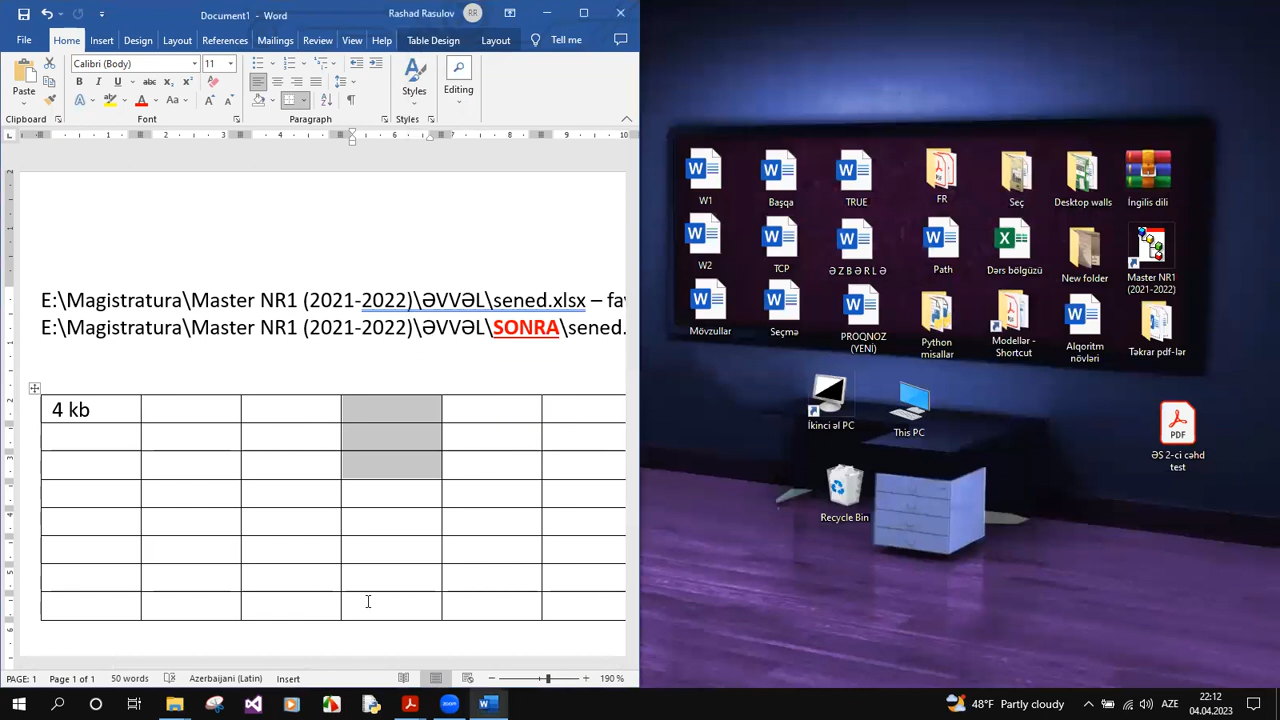 Document1 - Word
Rashad Rasulov
RR
File Home Insert Design Layout References Mailings Review View Help Table Design Layout Tell me
Paste
Calibri (Body) 11
Styles
Editing
Clipboard Font Paragraph Styles
E:\Magistratura\Master NR1 (2021-2022)\ƏVVƏL\sened.xlsx – fa
E:\Magistratura\Master NR1 (2021-2022)\ƏVVƏL\SONRA\sened.
4 kb
PAGE: 1 Page 1 of 1 50 words Azerbaijani (Latin) Insert 190 %
W1 Başqa TRUE FR Seç Desktop walls İngilis dili
W2 TCP Ə Z B Ə R L Ə Path Dərs bölgüzü New folder Master NR1 (2021-2022)
Mövzullar Seçmə PROQNOZ (YENİ) Python misallar Modellər - Shortcut Alqoritm növləri Təkrar pdf-lər
İkinci əl PC This PC
PDF
ƏS 2-ci cəhd test
Recycle Bin
zoom
48°F Partly cloudy AZE
22:12
04.04.2023